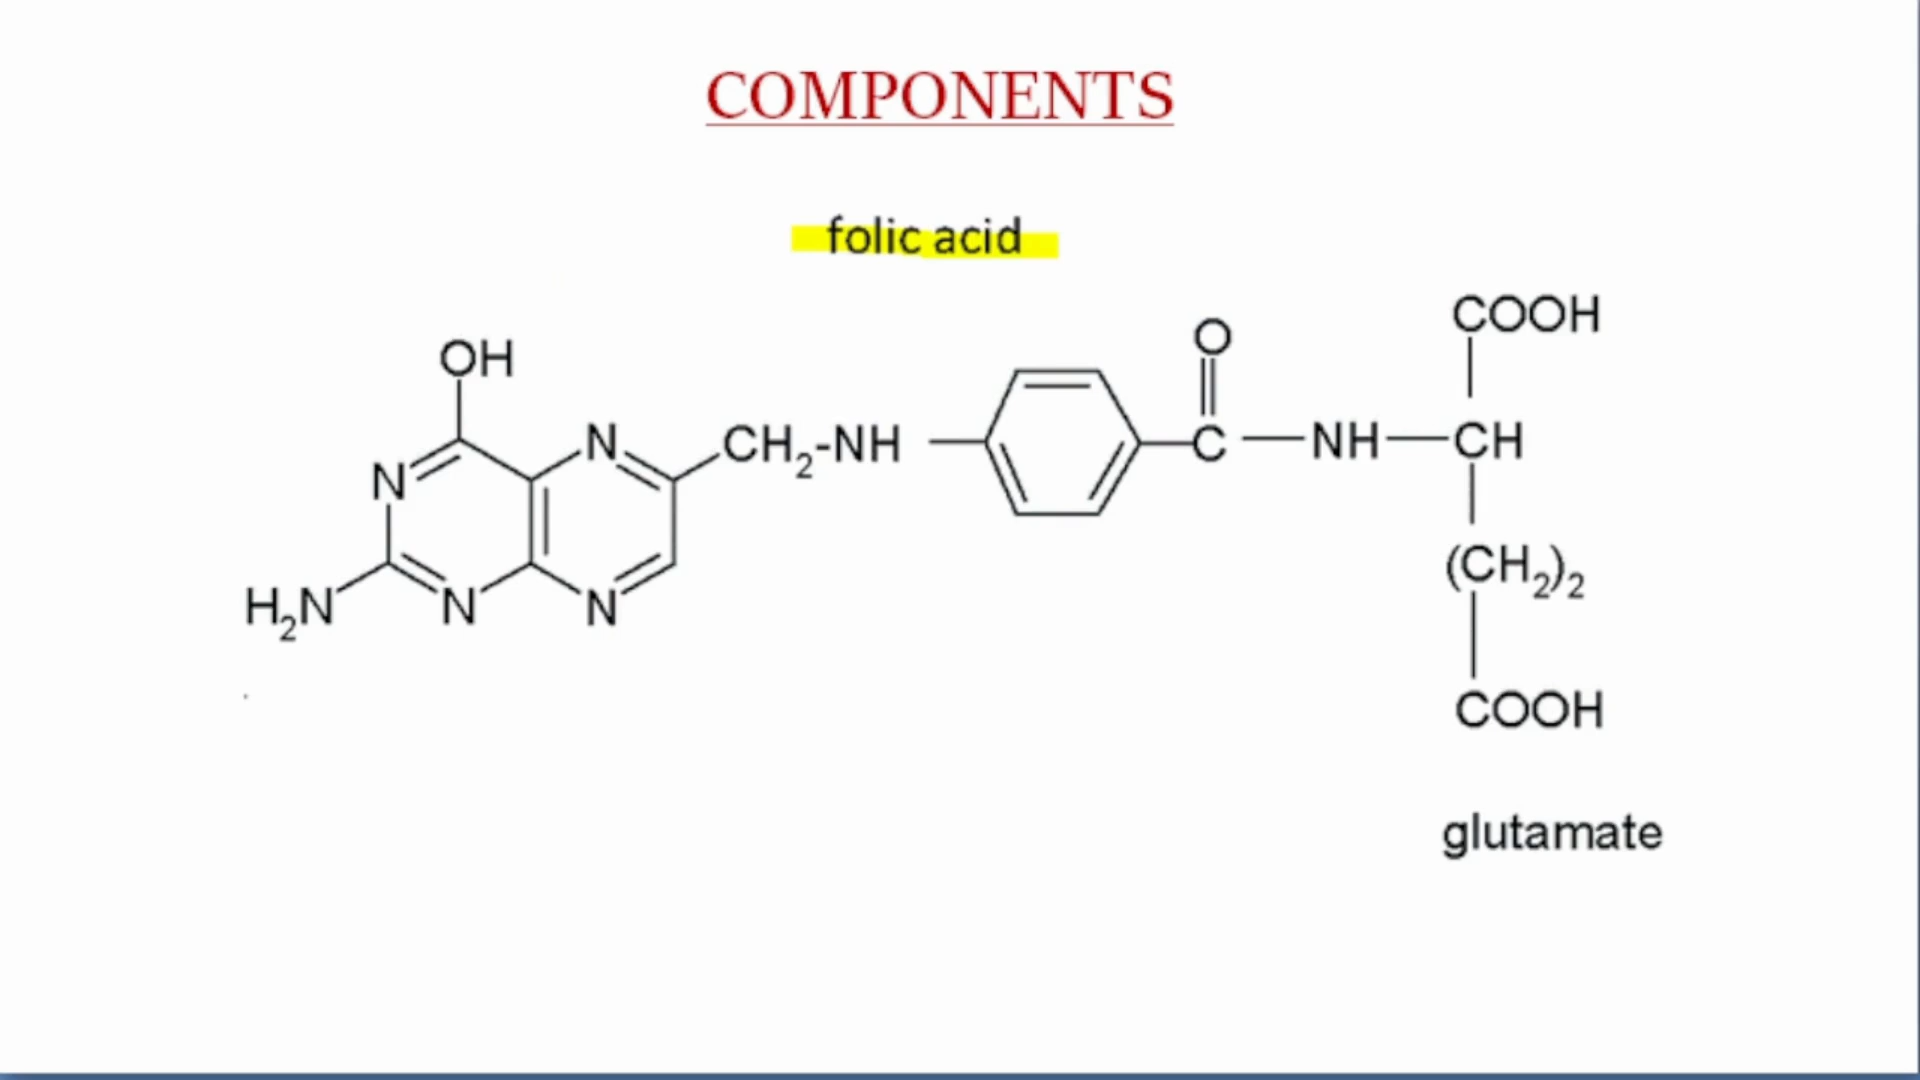 COMPONENTS
folic acid
COOH
O
OH
N
CH₂-NH
C
NH
CH
N
(CH₂)₂
H₂N
N
N
COOH
glutamate